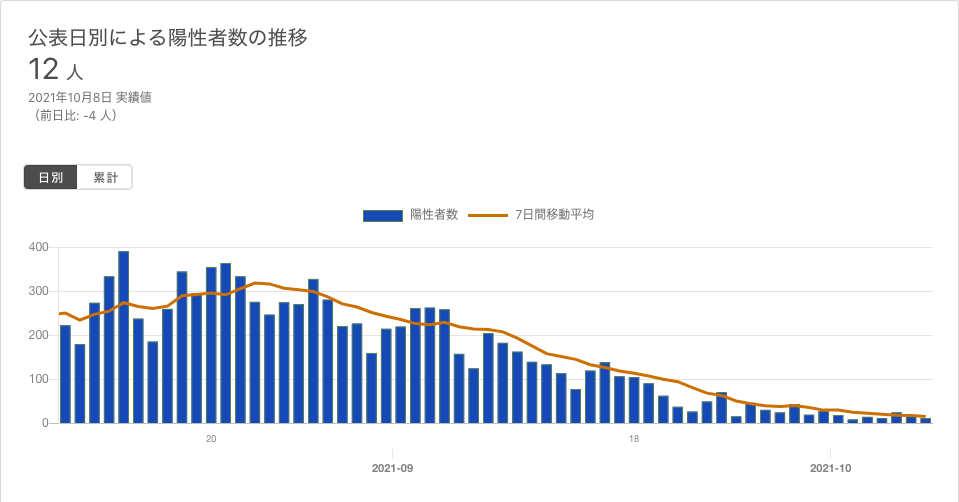 公表日別による陽性者数の推移
12 人
2021年10月8日 実績値
（前日比: -4 人）
日別 累計
陽性者数 7日間移動平均
400
300
200
100
0
20 18
2021-09 2021-10